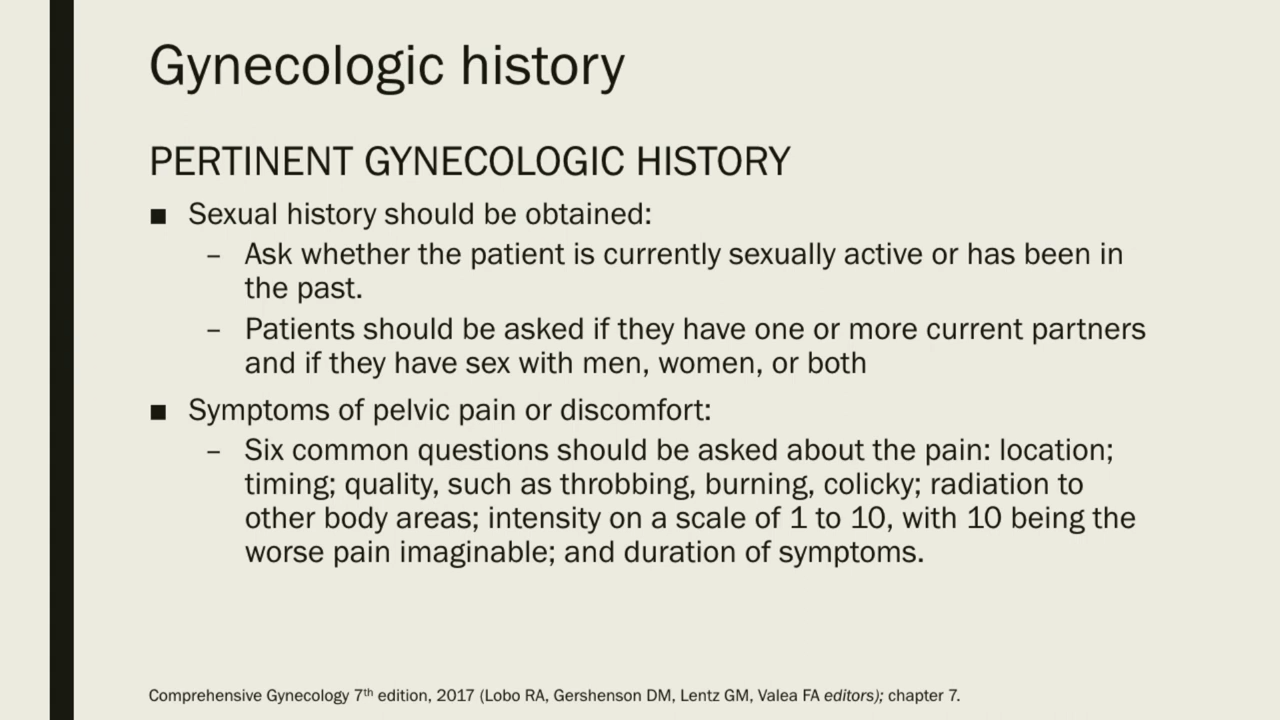 Gynecologic history
PERTINENT GYNECOLOGIC HISTORY
■ Sexual history should be obtained:
– Ask whether the patient is currently sexually active or has been in
the past.
– Patients should be asked if they have one or more current partners
and if they have sex with men, women, or both
■ Symptoms of pelvic pain or discomfort:
– Six common questions should be asked about the pain: location;
timing; quality, such as throbbing, burning, colicky; radiation to
other body areas; intensity on a scale of 1 to 10, with 10 being the
worse pain imaginable; and duration of symptoms.
Comprehensive Gynecology 7th edition, 2017 (Lobo RA, Gershenson DM, Lentz GM, Valea FA editors); chapter 7.